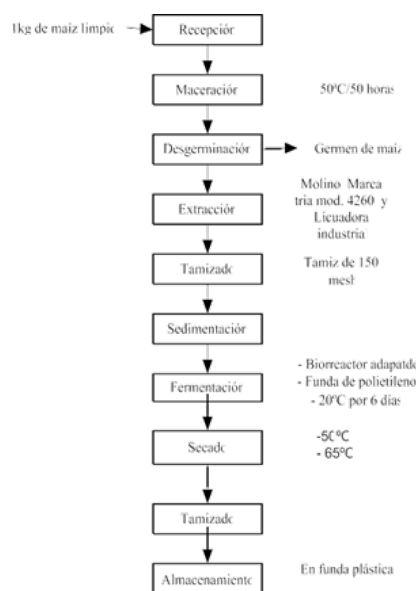 1kg de maíz limpio
Recepción
Maceración
50ºC/50 horas
Desgerminación
Germen de maíz
Extracción
Molino Marca
tria mod. 4260 y
Licuadora
industrial
Tamizado
Tamiz de 150
mesh
Sedimentación
Fermentación
- Biorreactor adapatdo
- Funda de polietileno
- 20ºC por 6 días
Secado
-50ºC
- 65ºC
Tamizado
Almacenamiento
En funda plástica